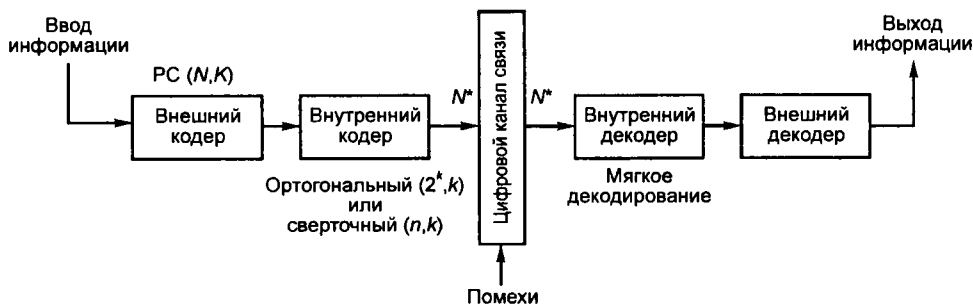 Ввод
информации
РС (N,K)
Внешний
кодер
Внутренний
кодер
Ортогональный (2ᵏ,k)
или
сверточный (n,k)
N*
Цифровой канал связи
N*
Помехи
Внутренний
декодер
Мягкое
декодирование
Внешний
декодер
Выход
информации